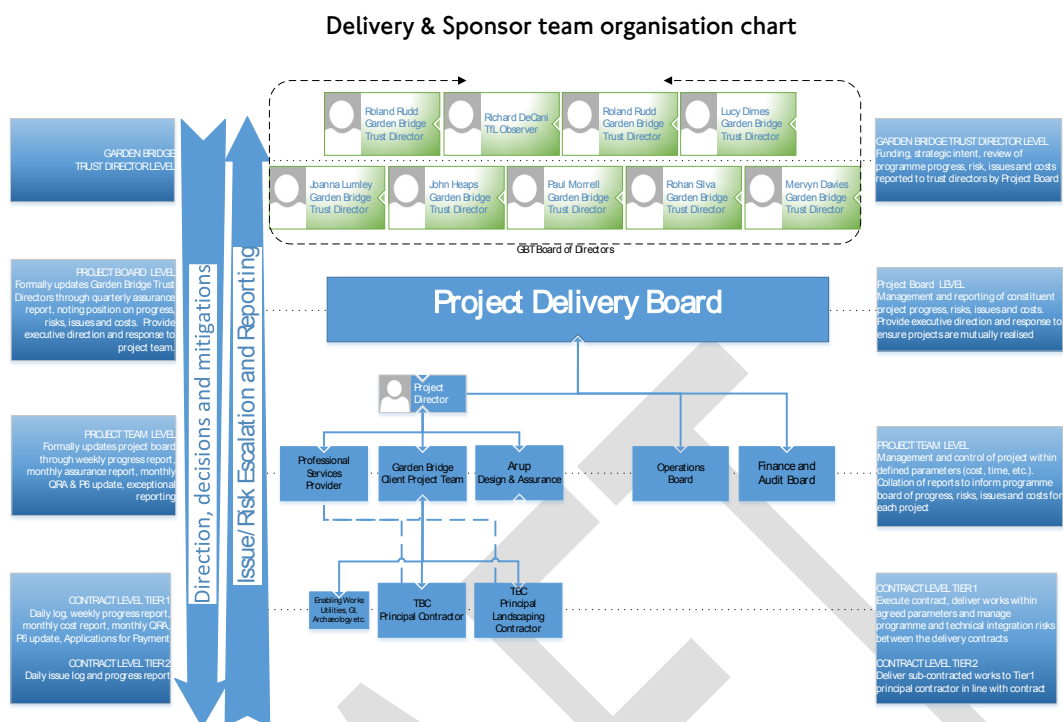 Delivery & Sponsor team organisation chart
Roland Rudd
Garden Bridge
Trust Director
Richard DeCani
TfL Observer
Roland Rudd
Garden Bridge
Trust Director
Lucy Dimes
Garden Bridge
Trust Director
Joanna Lumley
Garden Bridge
Trust Director
John Heaps
Garden Bridge
Trust Director
Paul Morrell
Garden Bridge
Trust Director
Rohan Silva
Garden Bridge
Trust Director
Mervyn Davies
Garden Bridge
Trust Director
GBT Board of Directors
GARDEN BRIDGE
TRUST DIRECTOR LEVEL
GARDEN BRIDGE TRUST DIRECTOR LEVEL
Funding, strategic intent, review of
programme progress, risk, issues and costs
reported to trust directors by Project Board
Direction, decisions and mitigations
Issue/ Risk Escalation and Reporting
PROJECT BOARD LEVEL
Formally updates Garden Bridge Trust
Directors through quarterly assurance
report, noting position on progress,
risks, issues and costs. Provide
executive direction and response to
project team.
Project Delivery Board
Project Board LEVEL
Management and reporting of constituent
project progress, risks, issues and costs.
Provide executive direction and response to
ensure projects are mutually realised
Project
Director
PROJECT TEAM LEVEL
Formally updates project board
through weekly progress report,
monthly assurance report, monthly
QRA & P6 update, exceptional
reporting
Professional
Services
Provider
Garden Bridge
Client Project Team
Arup
Design & Assurance
Operations
Board
Finance and
Audit Board
PROJECT TEAM LEVEL
Management and control of project within
defined parameters (cost, time, etc.).
Collation of reports to inform programme
board of progress, risks, issues and costs for
each project
CONTRACT LEVEL TIER 1
Daily log, weekly progress report,
monthly cost report, monthly QRA,
P6 update, Applications for Payment
CONTRACT LEVEL TIER 2
Daily issue log and progress report
Enabling Works
Utilities, GI,
Archaeology etc.
TBC
Principal Contractor
TBC
Principal
Landscaping
Contractor
CONTRACT LEVEL TIER 1
Execute contract, deliver works within
agreed parameters and manage
programme and technical integration risks
between the delivery contracts
CONTRACT LEVEL TIER 2
Deliver sub-contracted works to Tier1
principal contractor in line with contract